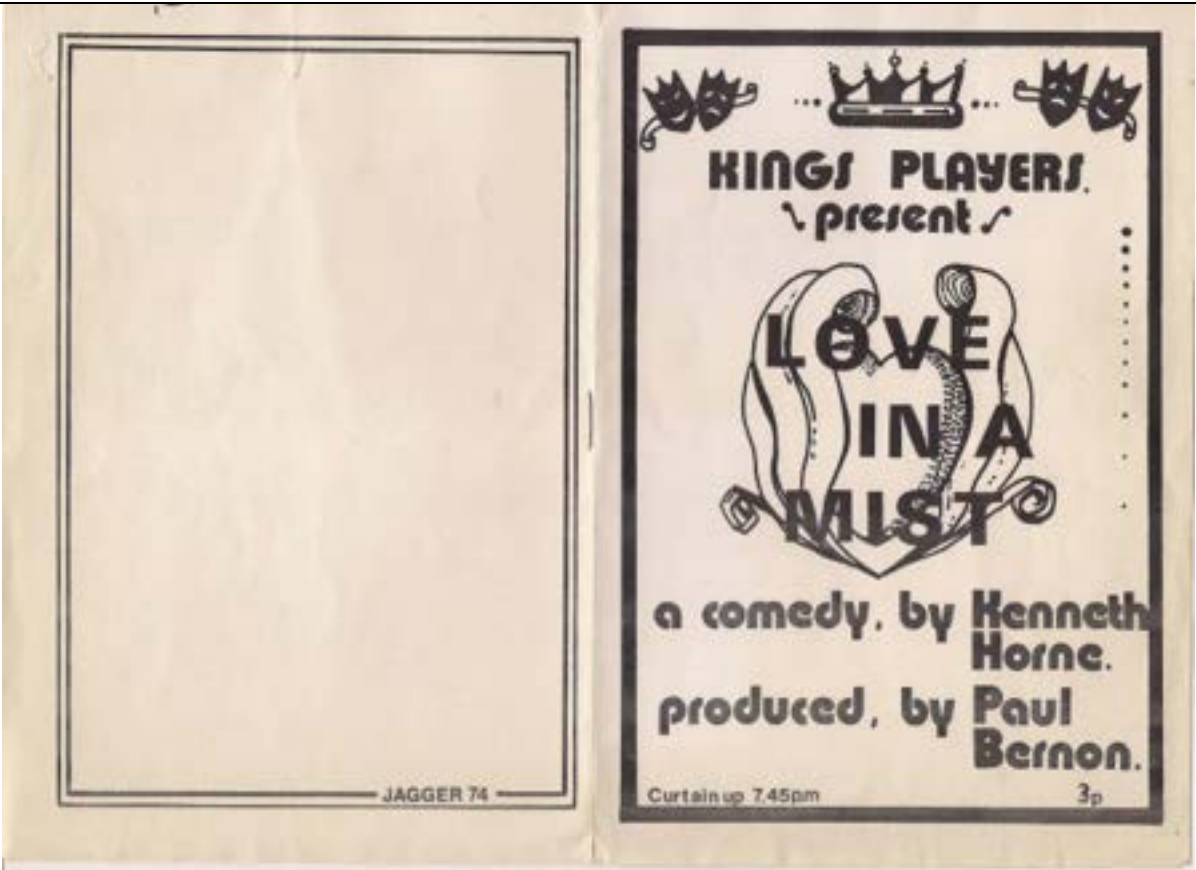 JAGGER 74
KINGS PLAYERS.
present
LOVE
IN A
MIST
a comedy, by Kenneth
Horne.
produced, by Paul
Bernon.
Curtain up 7.45pm
3p